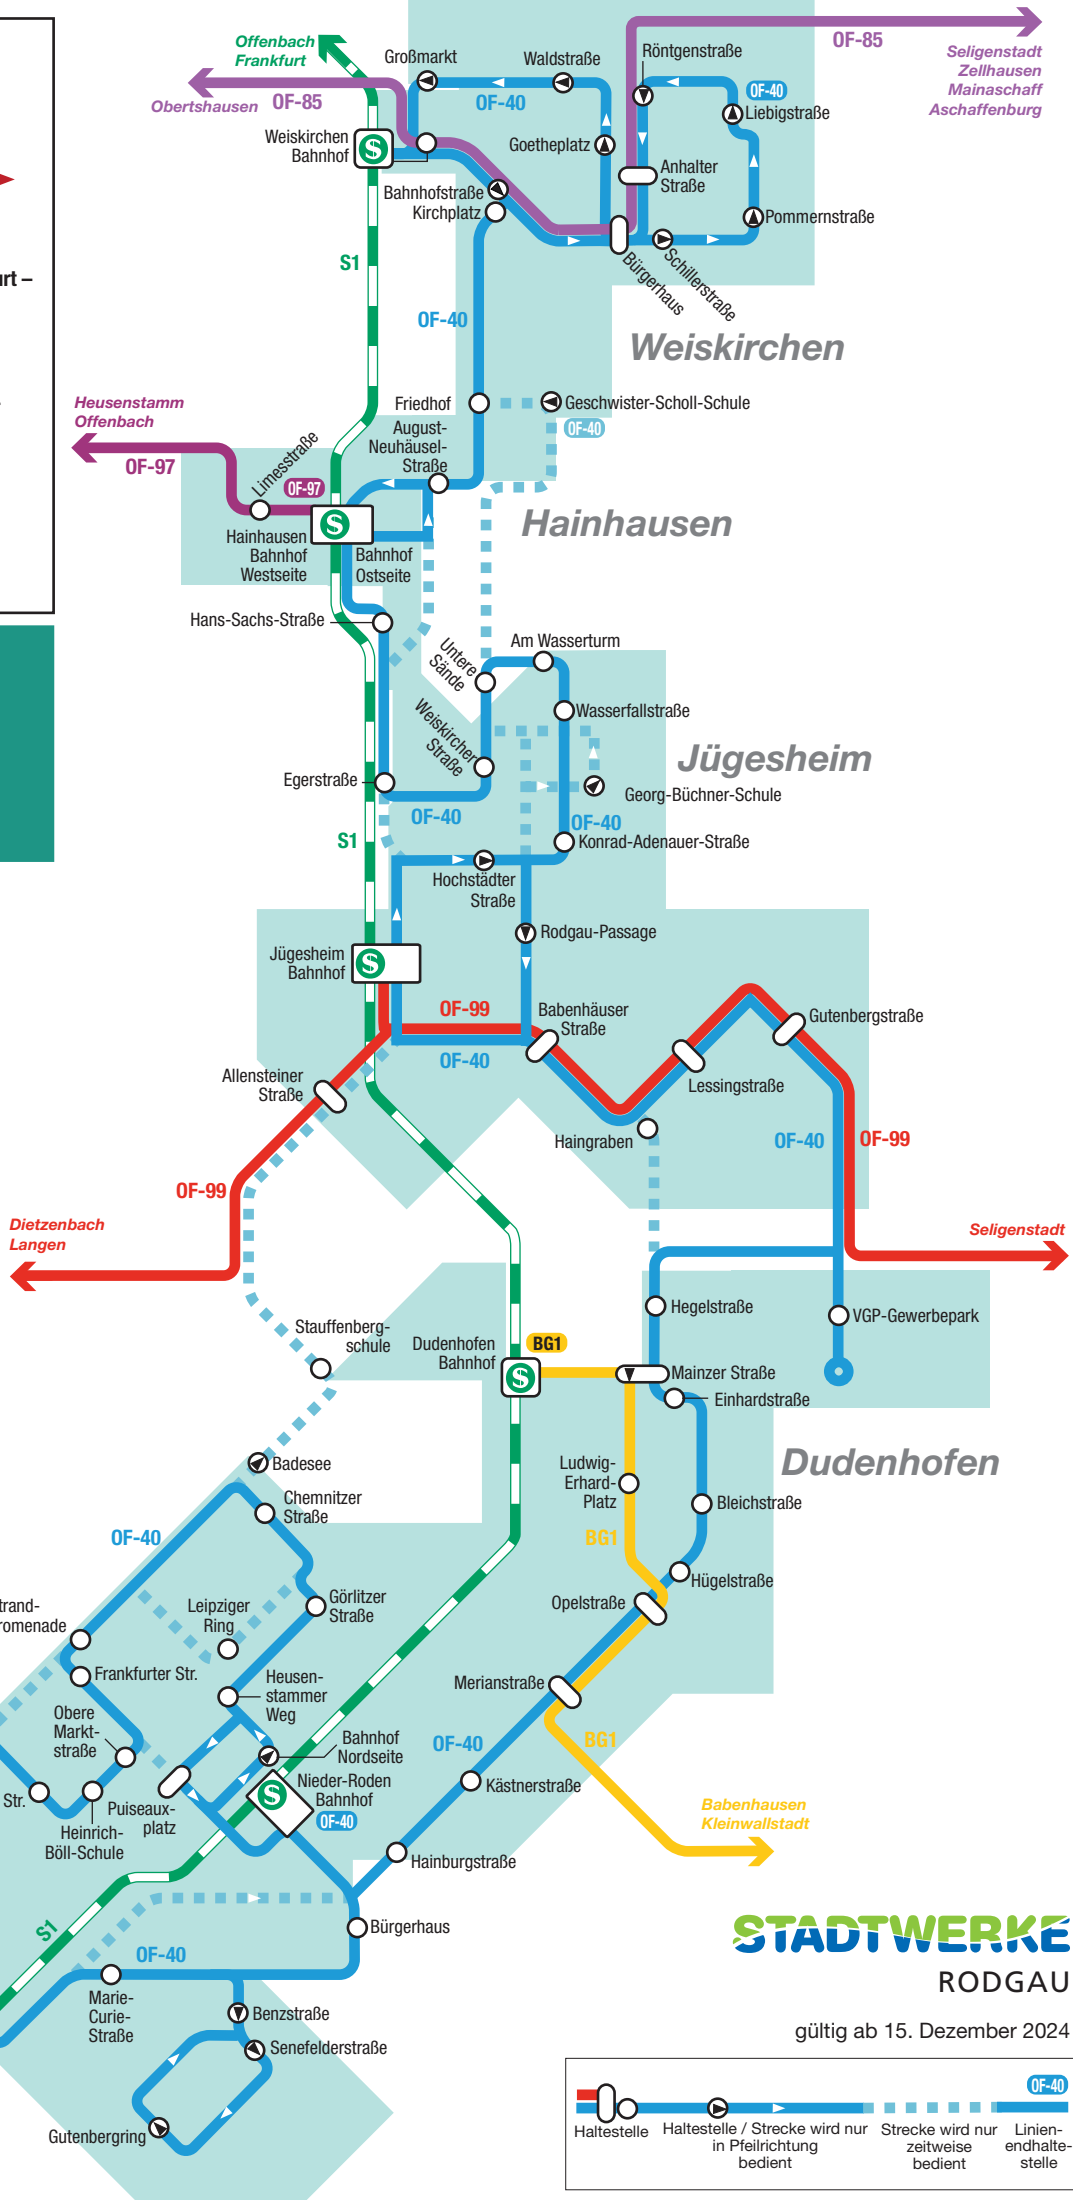 Offenbach
Frankfurt
Großmarkt
Waldstraße
Röntgenstraße
OF-85
Seligenstadt
Zellhausen
Mainaschaff
Aschaffenburg
Obertshausen
OF-85
OF-40
OF-40
Liebigstraße
Weiskirchen
Bahnhof
Goetheplatz
Anhalter
Straße
Bahnhofstraße
Kirchplatz
Pommernstraße
Schillerstraße
Bürgerhaus
S1
urt –
OF-40
Weiskirchen
Heusenstamm
Offenbach
OF-97
Limesstraße
OF-97
Friedhof
Geschwister-Scholl-Schule
OF-40
August-
Neuhäusel-
Straße
Hainhausen
Hainhausen
Bahnhof
Westseite
Bahnhof
Ostseite
Hans-Sachs-Straße
Untere
Sände
Am Wasserturm
Weiskircher
Straße
Wasserfallstraße
Jügesheim
Egerstraße
Georg-Büchner-Schule
OF-40
OF-40
S1
Konrad-Adenauer-Straße
Hochstädter
Straße
Rodgau-Passage
Jügesheim
Bahnhof
OF-99
Babenhäuser
Straße
Gutenbergstraße
OF-40
Allensteiner
Straße
Lessingstraße
Haingraben
OF-40
OF-99
OF-99
Dietzenbach
Langen
Seligenstadt
Hegelstraße
VGP-Gewerbepark
Stauffenberg-
schule
Dudenhofen
Bahnhof
BG1
Mainzer Straße
Einhardstraße
Dudenhofen
Badesee
Ludwig-
Erhard-
Platz
Chemnitzer
Straße
Bleichstraße
OF-40
BG1
Hügelstraße
trand-
romenade
Leipziger
Ring
Görlitzer
Straße
Opelstraße
Frankfurter Str.
Heusen-
stammer
Weg
Merianstraße
Obere
Markt-
straße
Bahnhof
Nordseite
OF-40
BG1
Nieder-Roden
Bahnhof
OF-40
Kästnerstraße
Str.
Puiseaux-
platz
Heinrich-
Böll-Schule
Babenhausen
Kleinwallstadt
Hainburgstraße
S1
Bürgerhaus
OF-40
STADTWERKE
RODGAU
Marie-
Curie-
Straße
Benzstraße
gültig ab 15. Dezember 2024
Senefelderstraße
Gutenbergring
OF-40
Haltestelle
Haltestelle / Strecke wird nur
in Pfeilrichtung
bedient
Strecke wird nur
zeitweise
bedient
Linien-
endhalte-
stelle